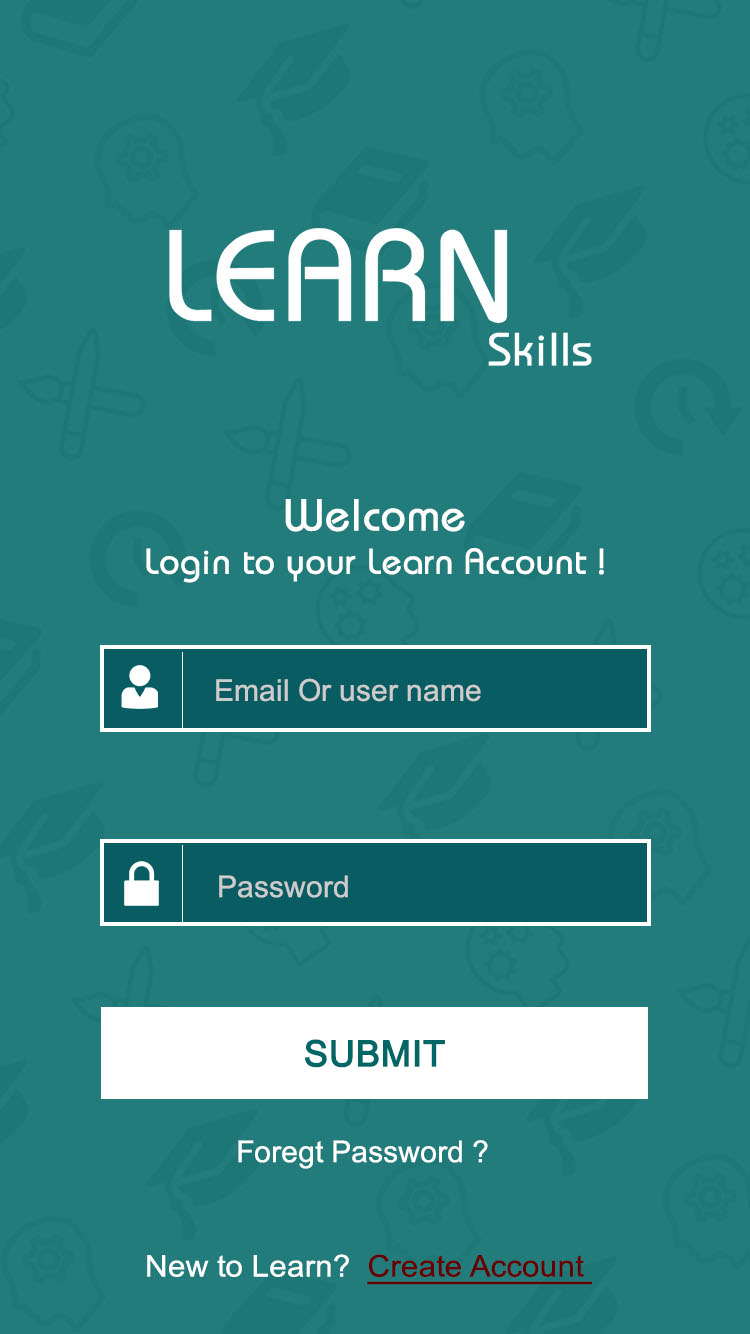 LEARN
Skills
Welcome
Login to your Learn Account !
Email Or user name
Password
SUBMIT
Foregt Password ?
New to Learn? Create Account